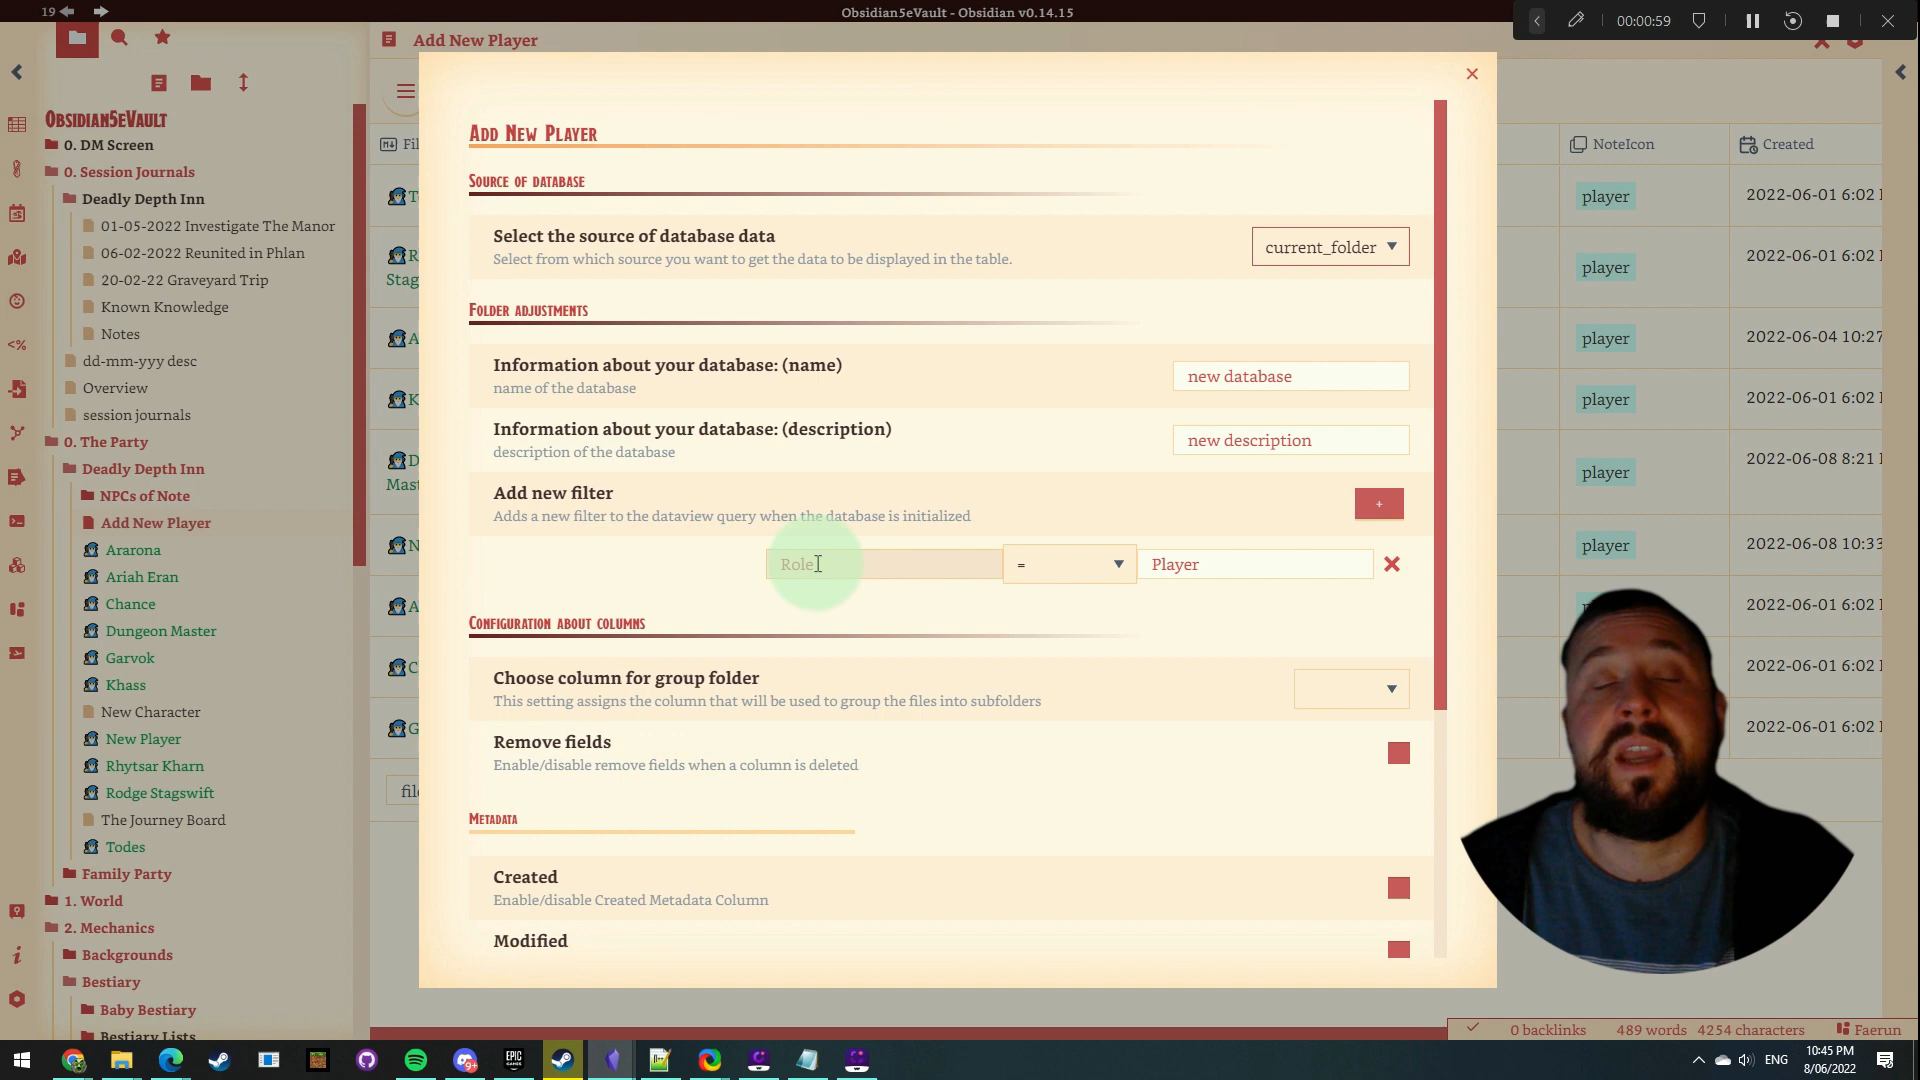 19
Obsidian5eVault - Obsidian v0.14.15
00:00:59
Add New Player
Obsidian5eVault
0. DM Screen
0. Session Journals
Deadly Depth Inn
01-05-2022 Investigate The Manor
06-02-2022 Reunited in Phlan
20-02-22 Graveyard Trip
Known Knowledge
Notes
dd-mm-yyy desc
Overview
session journals
0. The Party
Deadly Depth Inn
NPCs of Note
Add New Player
Ararona
Ariah Eran
Chance
Dungeon Master
Garvok
Khass
New Character
New Player
Rhytsar Kharn
Rodge Stagswift
The Journey Board
Todes
Family Party
1. World
2. Mechanics
Backgrounds
Bestiary
Baby Bestiary
Bestiary Lists
Add New Player
Source of database
Select the source of database data
Select from which source you want to get the data to be displayed in the table.
current_folder
Folder adjustments
Information about your database: (name)
name of the database
new database
Information about your database: (description)
description of the database
new description
Add new filter
Adds a new filter to the dataview query when the database is initialized
+
Role
=
Player
Configuration about columns
Choose column for group folder
This setting assigns the column that will be used to group the files into subfolders
Remove fields
Enable/disable remove fields when a column is deleted
Metadata
Created
Enable/disable Created Metadata Column
Modified
NoteIcon
Created
player
2022-06-01 6:02
player
2022-06-01 6:02
player
2022-06-04 10:27
player
2022-06-01 6:02
player
2022-06-08 8:21
player
2022-06-08 10:33
2022-06-01 6:02
2022-06-01 6:02
2022-06-01 6:02
0 backlinks
489 words
4254 characters
Faerun
EPIC
9+
ENG
10:45 PM
8/06/2022